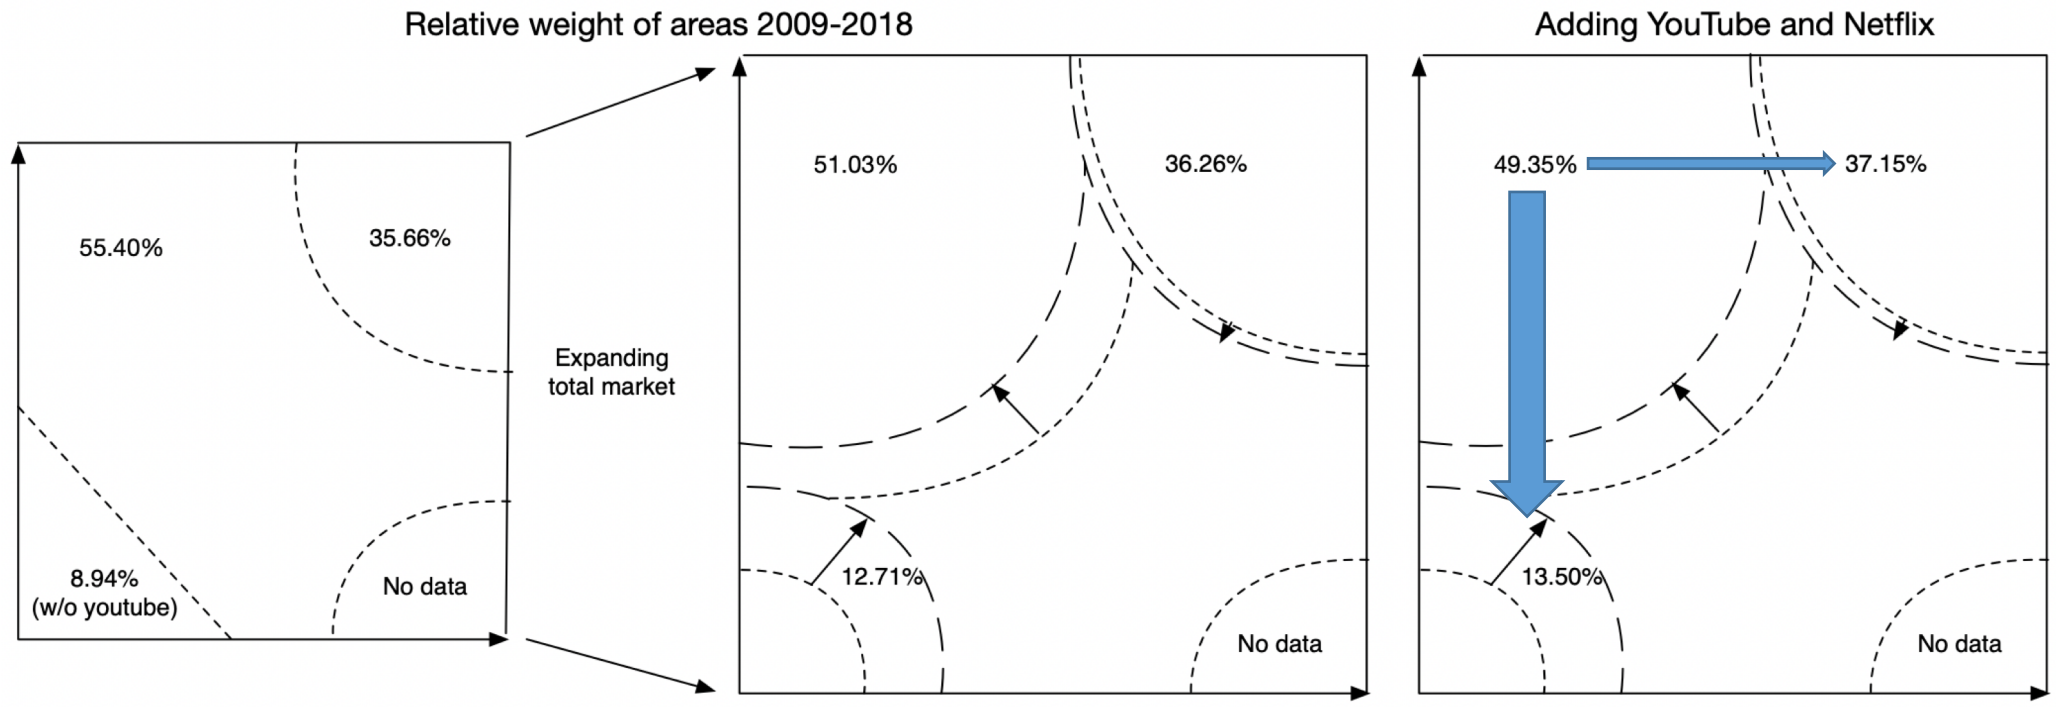 Relative weight of areas 2009-2018
Adding YouTube and Netflix
55.40%
35.66%
8.94%
(w/o youtube)
No data
Expanding
total market
51.03%
36.26%
12.71%
No data
49.35%
37.15%
13.50%
No data